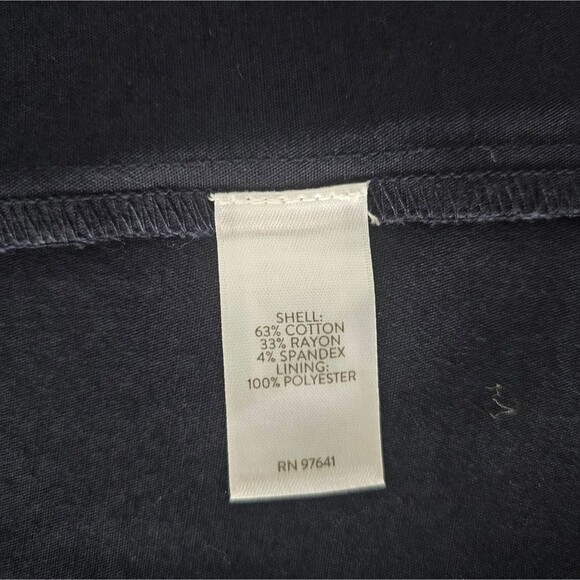 SHELL:
63% COTTON
33% RAYON
4% SPANDEX
LINING:
100% POLYESTER
RN 97641